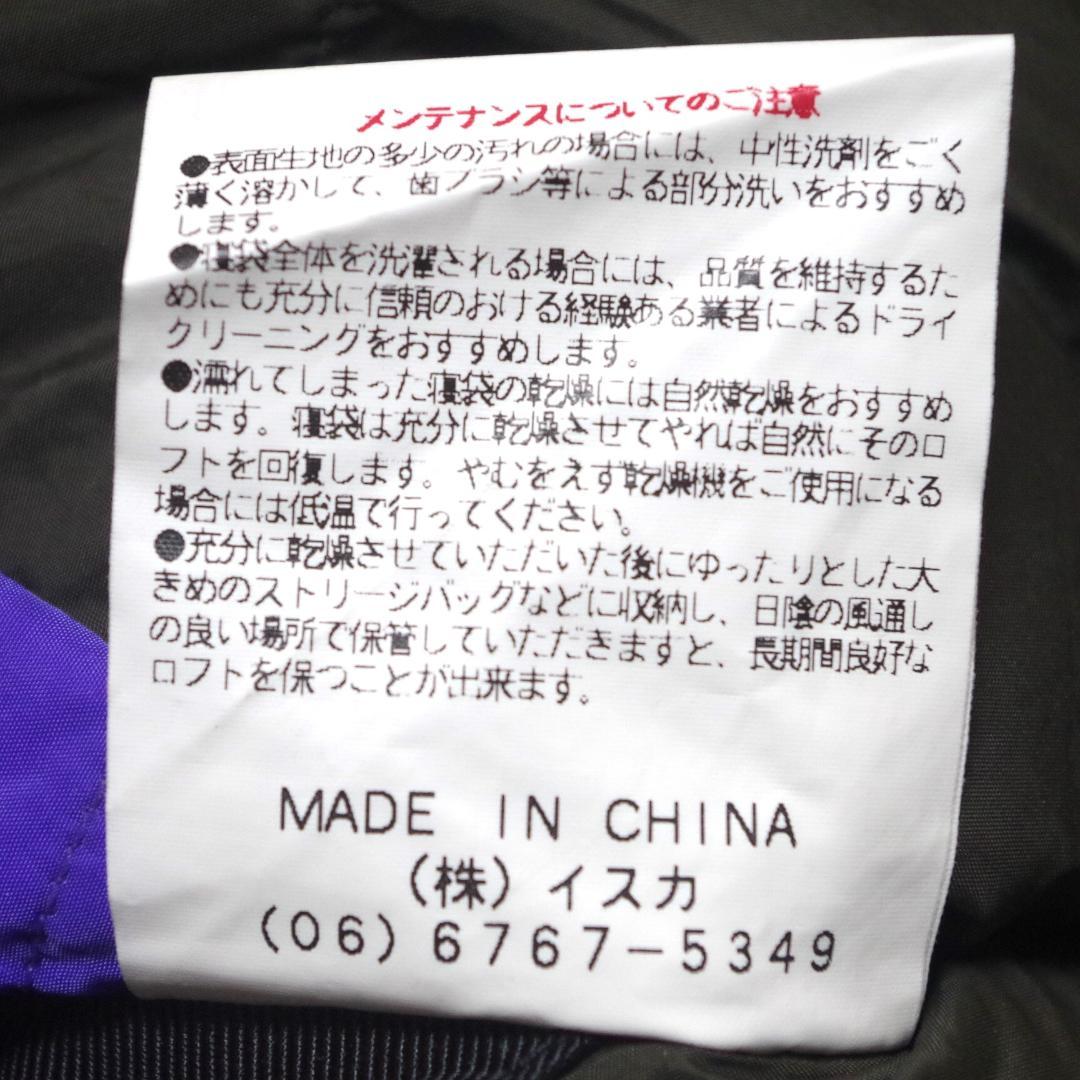 メンテナンスについてのご注意
●表面生地の多少の汚れの場合には、中性洗剤をごく
薄く溶かして、歯ブラシ等による部分洗いをおすすめ
します。
●寝袋全体を洗濯される場合には、品質を維持するた
めにも充分に信頼のおける経験ある業者によるドライ
クリーニングをおすすめします。
●濡れてしまった寝袋の乾燥には自然乾燥をおすすめ
します。寝袋は充分に乾燥させてやれば自然にそのロ
フトを回復します。やむをえず乾燥機をご使用になる
場合には低温で行ってください。
●充分に乾燥させていただいた後にゆったりとした大
きめのストリージバッグなどに収納し、日陰の風通し
の良い場所で保管していただきますと、長期間良好な
ロフトを保つことが出来ます。
MADE IN CHINA
(株)イスカ
(06)6767-5349